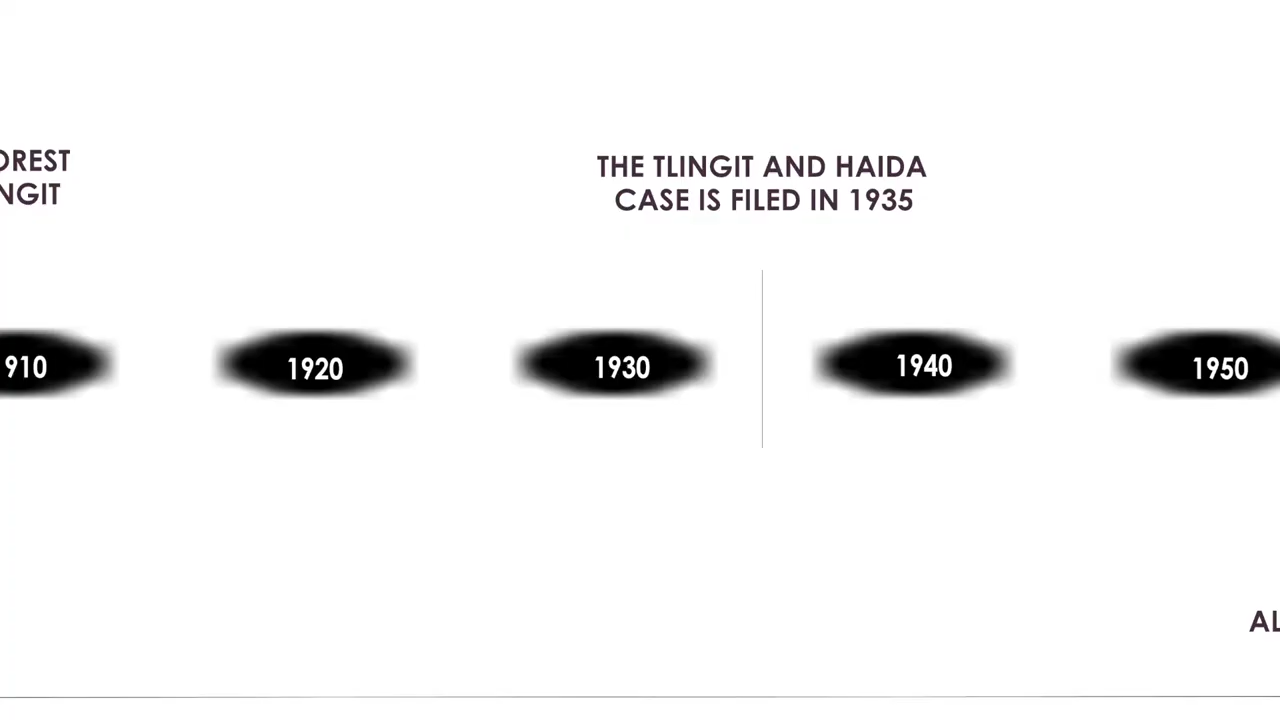 OREST
NGIT
THE TLINGIT AND HAIDA
CASE IS FILED IN 1935
910
1920
1930
1940
1950
AL